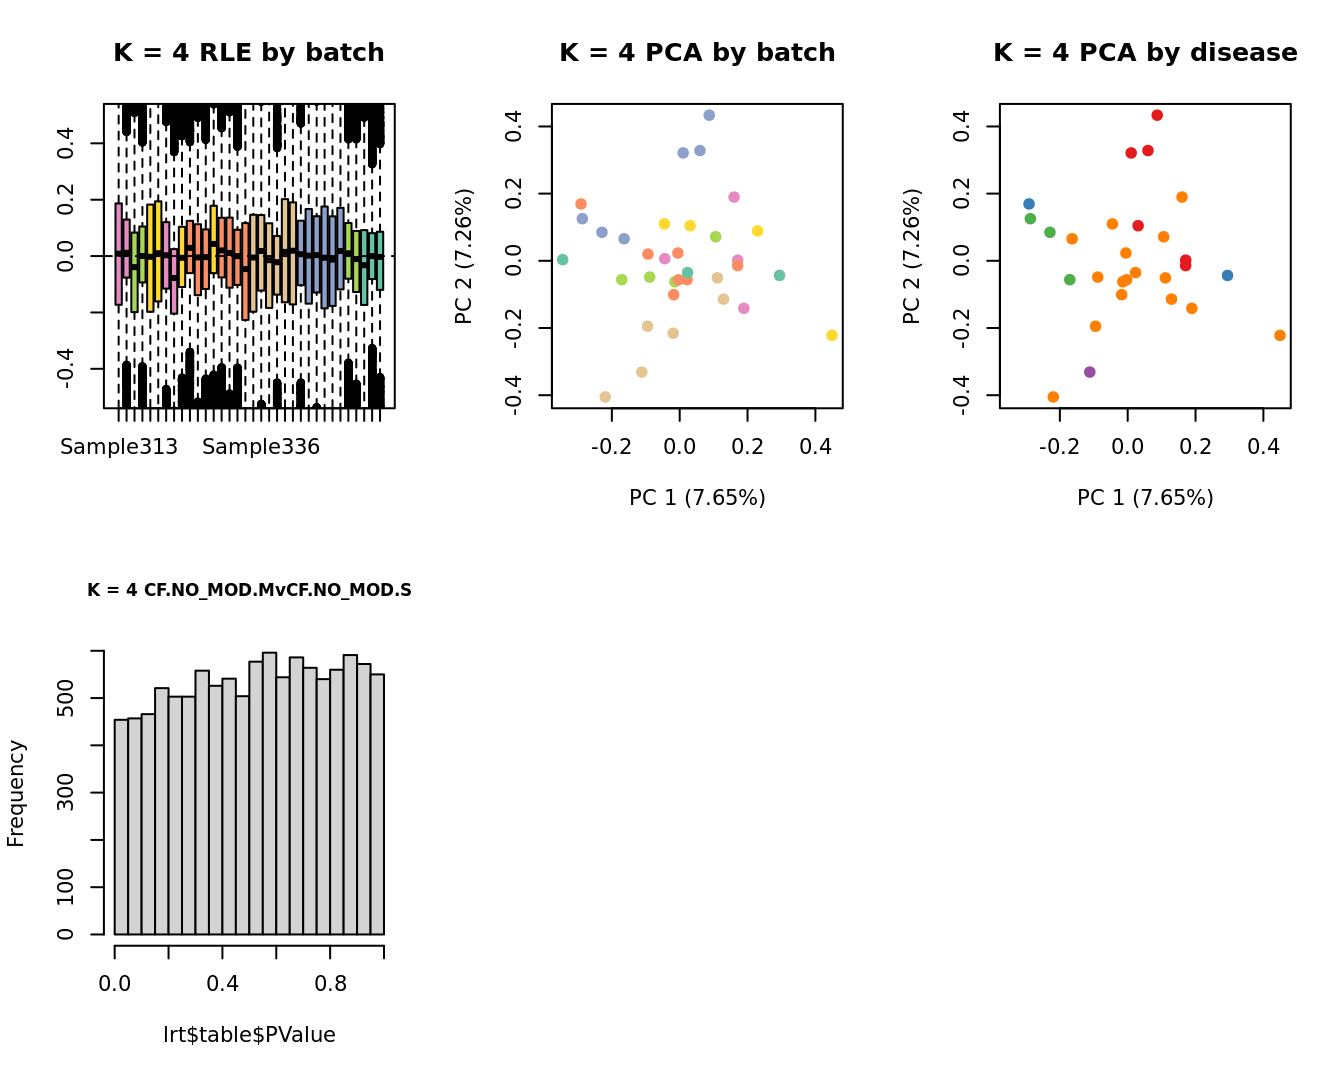 K = 4 RLE by batch
0.4
0.2
0.0
-0.4
Sample313 Sample336
K = 4 PCA by batch
PC 2 (7.26%)
0.4
0.2
0.0
-0.2
-0.4
-0.2 0.0 0.2 0.4
PC 1 (7.65%)
K = 4 PCA by disease
PC 2 (7.26%)
0.4
0.2
0.0
-0.2
-0.4
-0.2 0.0 0.2 0.4
PC 1 (7.65%)
K = 4 CF.NO_MOD.MvCF.NO_MOD.S
Frequency
500
300
100
0
0.0 0.4 0.8
lrt$table$PValue